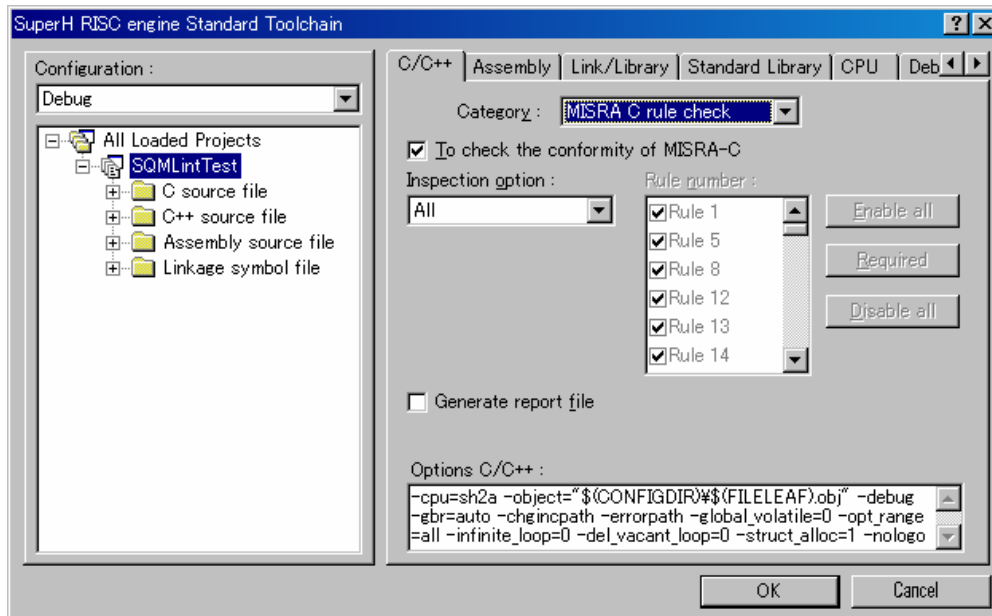 SuperH RISC engine Standard Toolchain
Configuration :
Debug
All Loaded Projects
SQMLintTest
C source file
C++ source file
Assembly source file
Linkage symbol file
C/C++ Assembly Link/Library Standard Library CPU Deb
Category : MISRA C rule check
To check the conformity of MISRA-C
Inspection option :
All
Rule number :
Rule 1
Rule 5
Rule 8
Rule 12
Rule 13
Rule 14
Enable all
Required
Disable all
Generate report file
Options C/C++ :
-cpu=sh2a -object="$(CONFIGDIR)¥$(FILELEAF).obj" -debug
-gbr=auto -chgincpath -errorpath -global_volatile=0 -opt_range
=all -infinite_loop=0 -del_vacant_loop=0 -struct_alloc=1 -nologo
OK Cancel